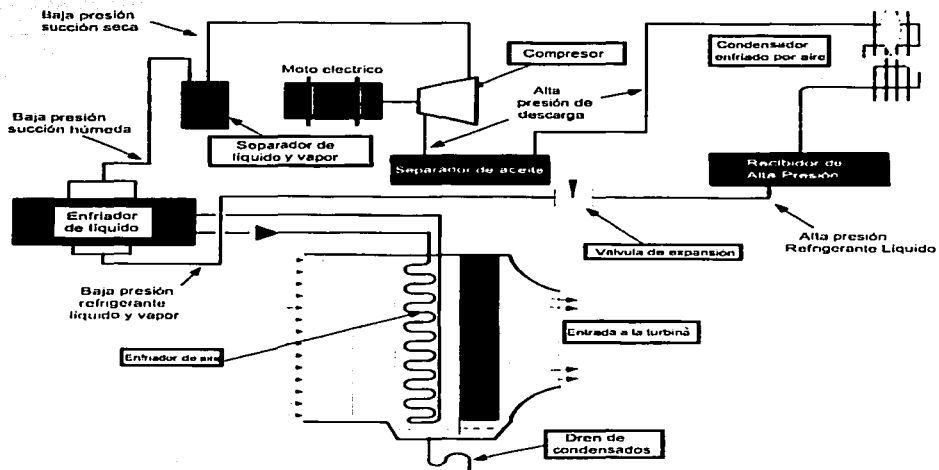 Baja presión
succión seca
Moto electrico
Compresor
Condensador
enfriado por aire
Baja presión
succión húmeda
Separador de
líquido y vapor
Alta
presión de
descarga
Separador de aceite
Recibidor de
Alta Presión
Enfriador
de líquido
Válvula de expansión
Alta presión
Refrigerante Líquido
Baja presión
refrigerante
líquido y vapor
Enfriador de aire
Entrada a la turbina
Dren de
condensados